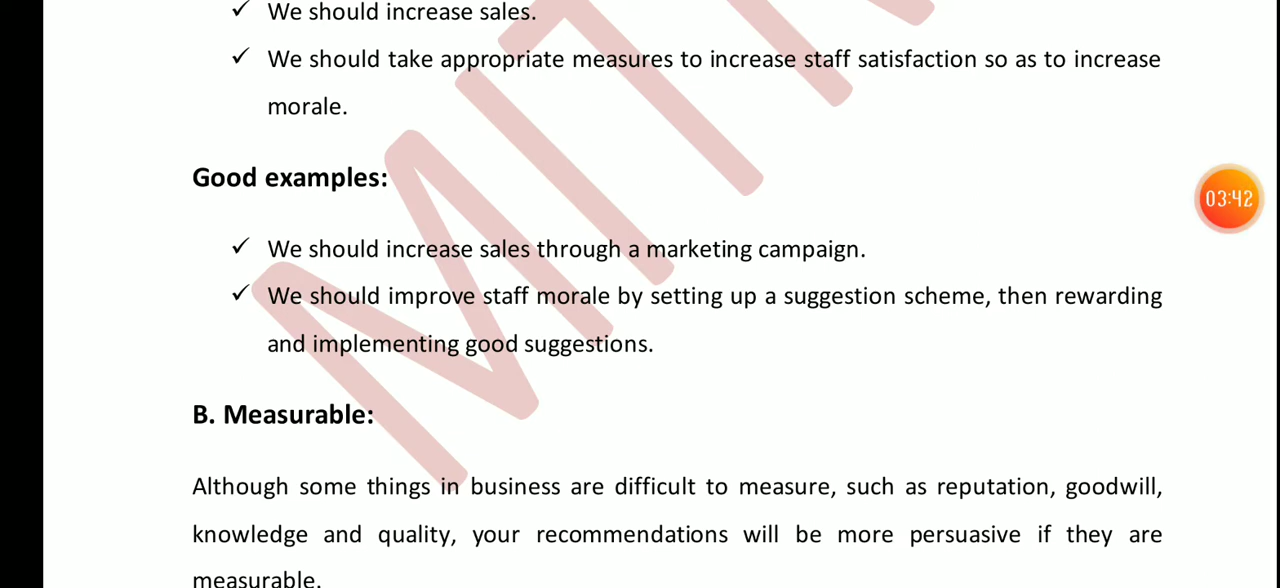 ✓ We should increase sales.
✓ We should take appropriate measures to increase staff satisfaction so as to increase
morale.
Good examples:
03:42
✓ We should increase sales through a marketing campaign.
✓ We should improve staff morale by setting up a suggestion scheme, then rewarding
and implementing good suggestions.
B. Measurable:
Although some things in business are difficult to measure, such as reputation, goodwill,
knowledge and quality, your recommendations will be more persuasive if they are
measurable.